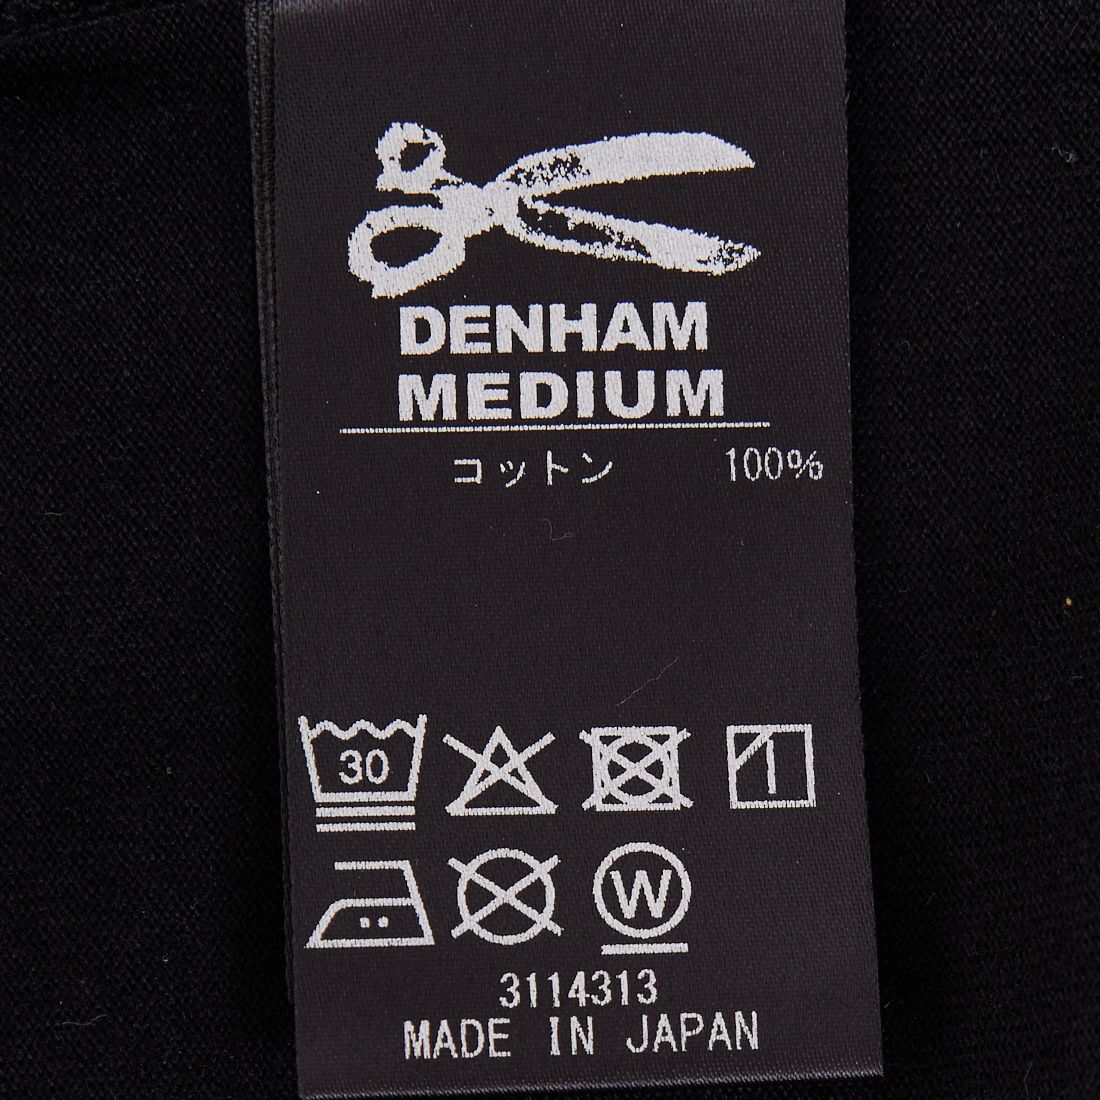 DENHAM
MEDIUM
コットン 100%
30
W
3114313
MADE IN JAPAN